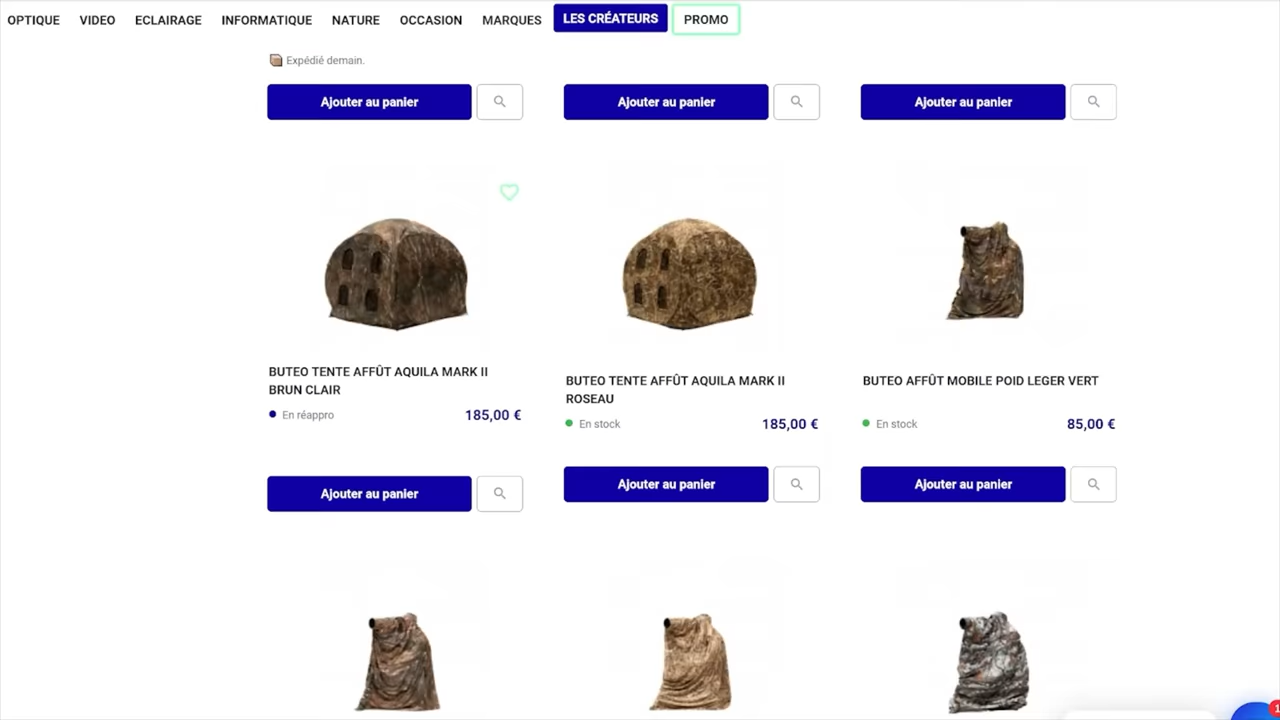 OPTIQUE VIDEO ECLAIRAGE INFORMATIQUE NATURE OCCASION MARQUES LES CRÉATEURS PROMO
Expédié demain.
Ajouter au panier Ajouter au panier Ajouter au panier
BUTEO TENTE AFFÛT AQUILA MARK II
BRUN CLAIR
En réappro 185,00 €
Ajouter au panier
BUTEO TENTE AFFÛT AQUILA MARK II
ROSEAU
En stock 185,00 €
Ajouter au panier
BUTEO AFFÛT MOBILE POID LEGER VERT
En stock 85,00 €
Ajouter au panier
1